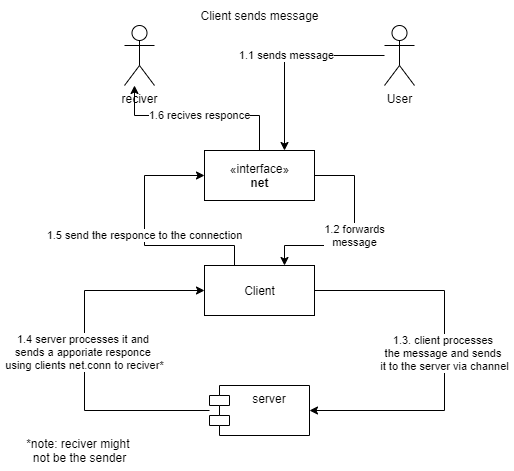 Client sends message
1.1 sends message
reciver
User
1.6 recives responce
«interface»
net
1.5 send the responce to the connection
1.2 forwards
message
Client
1.4 server processes it and
sends a apporiate responce
using clients net.conn to reciver*
1.3. client processes
the message and sends
it to the server via channel
server
*note: reciver might
not be the sender